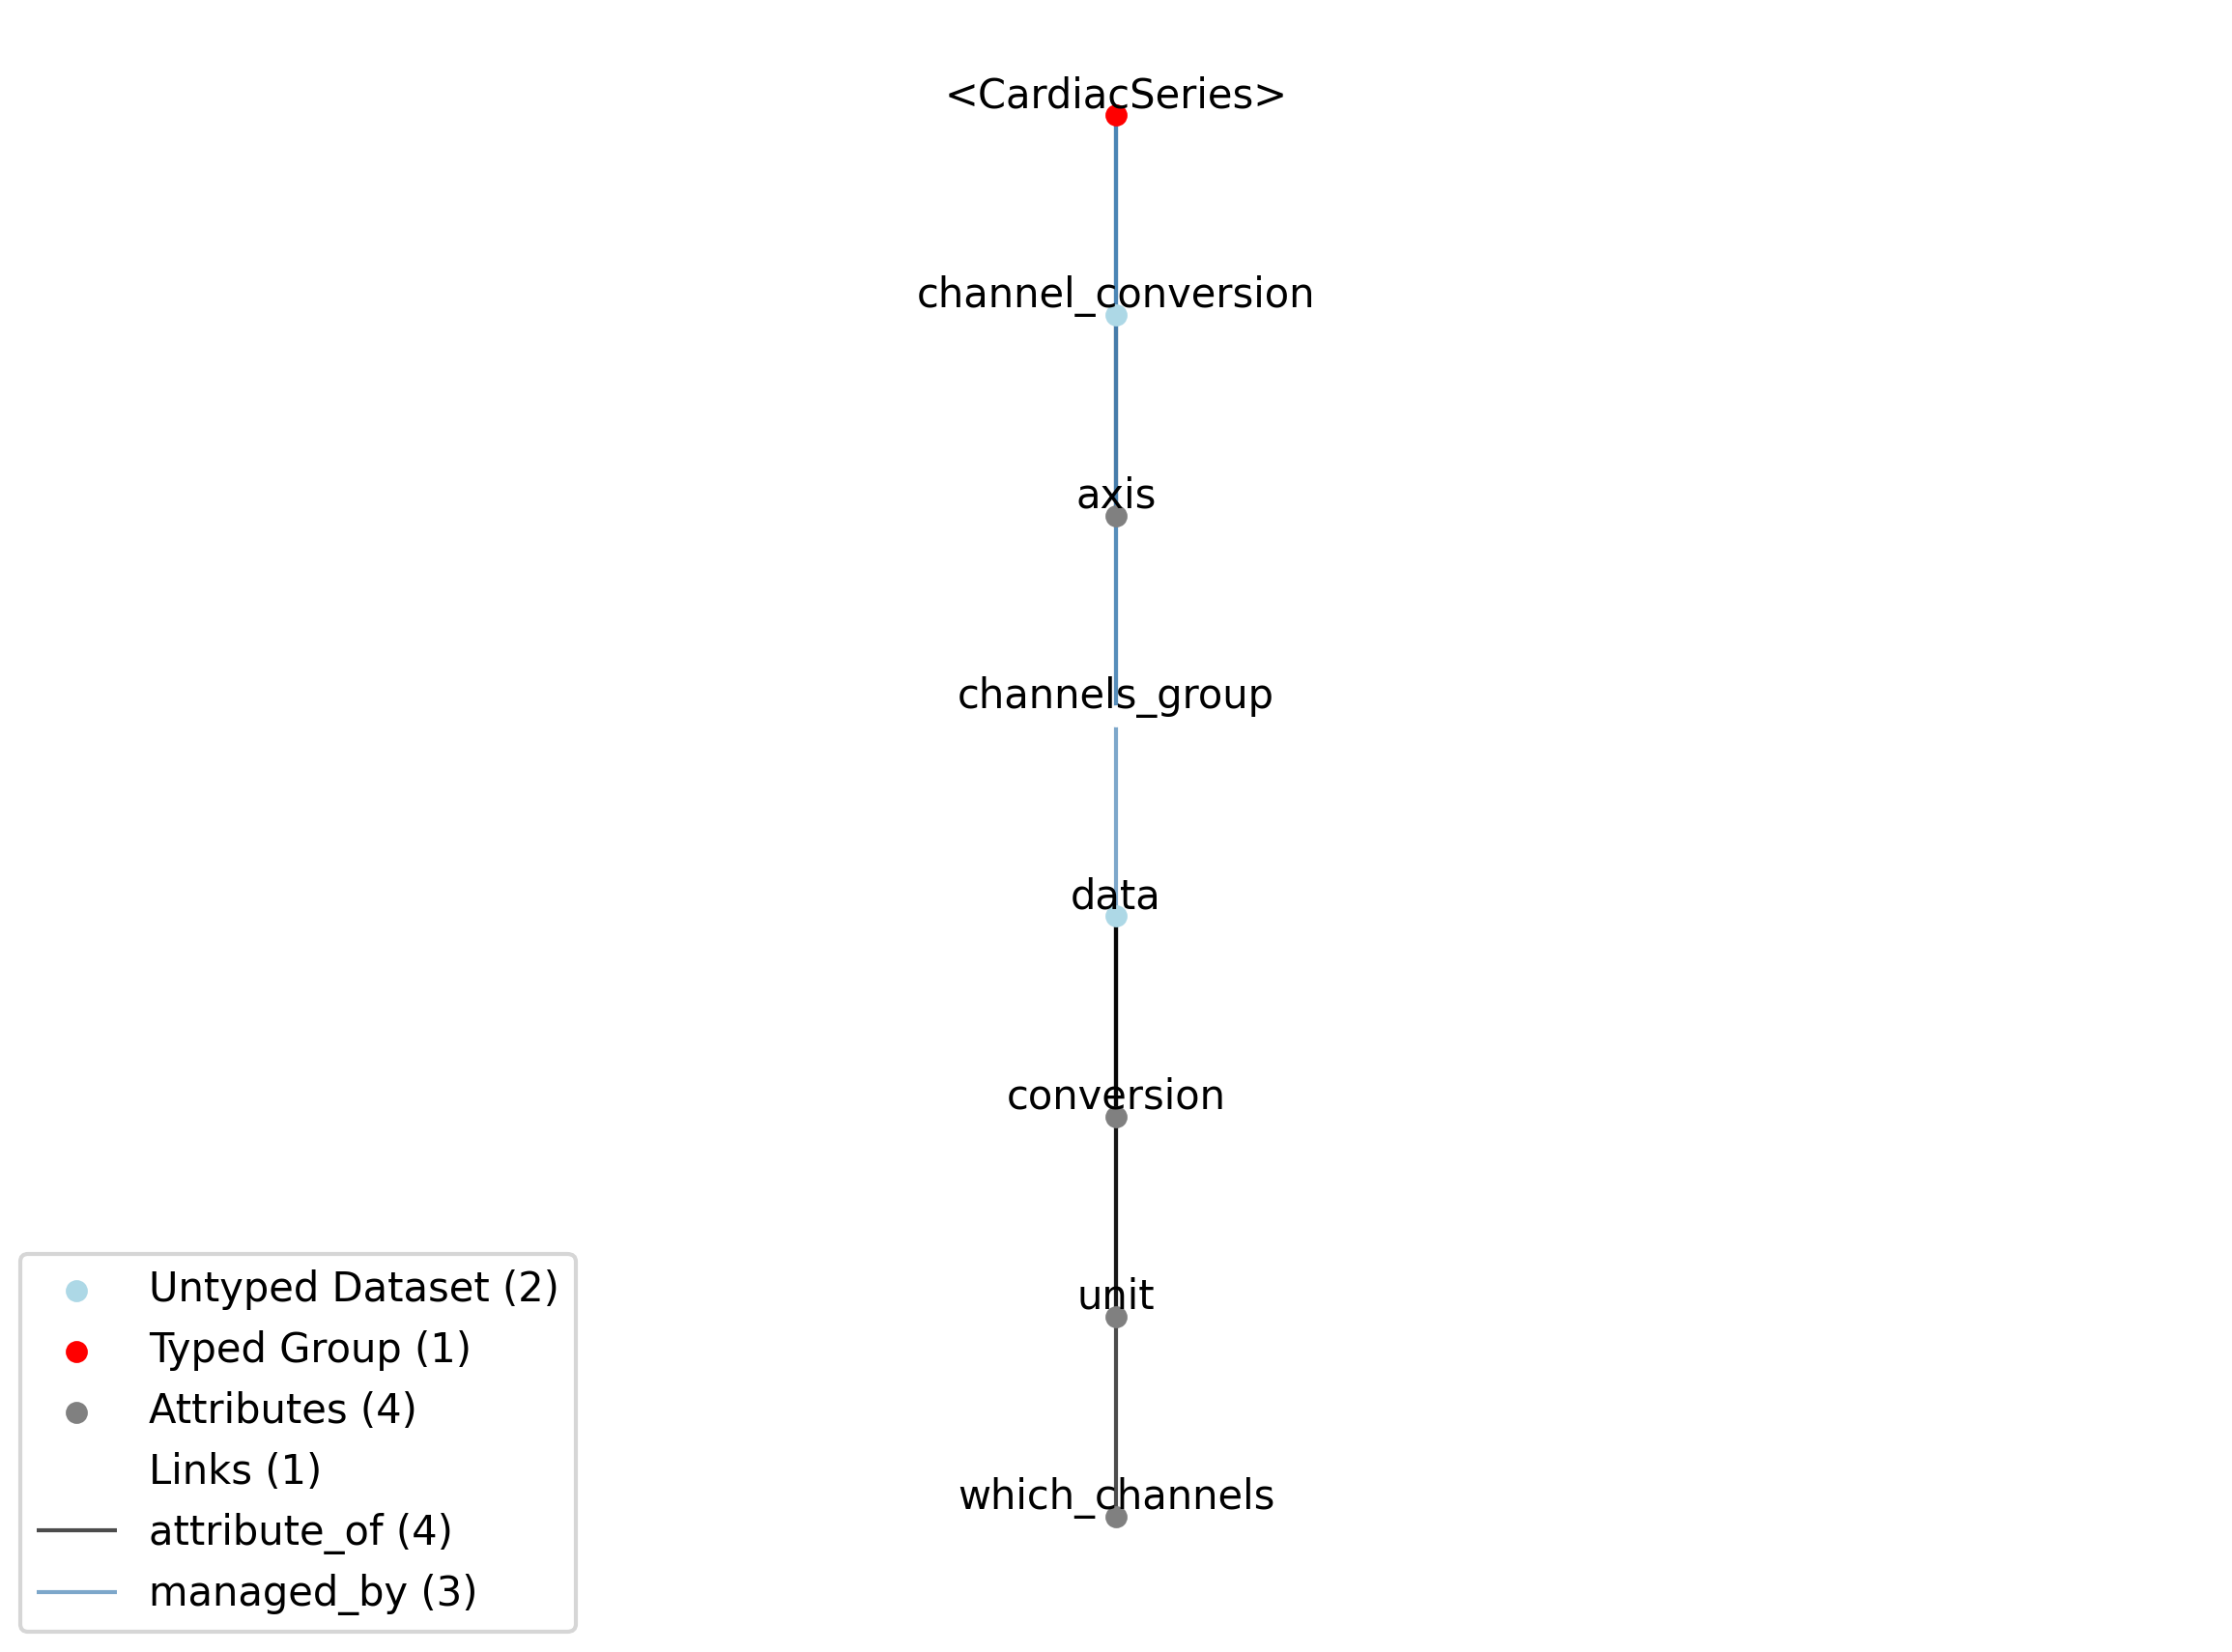 <CardiacSeries>
channel_conversion
axis
channels_group
data
conversion
unit
which_channels
Untyped Dataset (2)
Typed Group (1)
Attributes (4)
Links (1)
attribute_of (4)
managed_by (3)